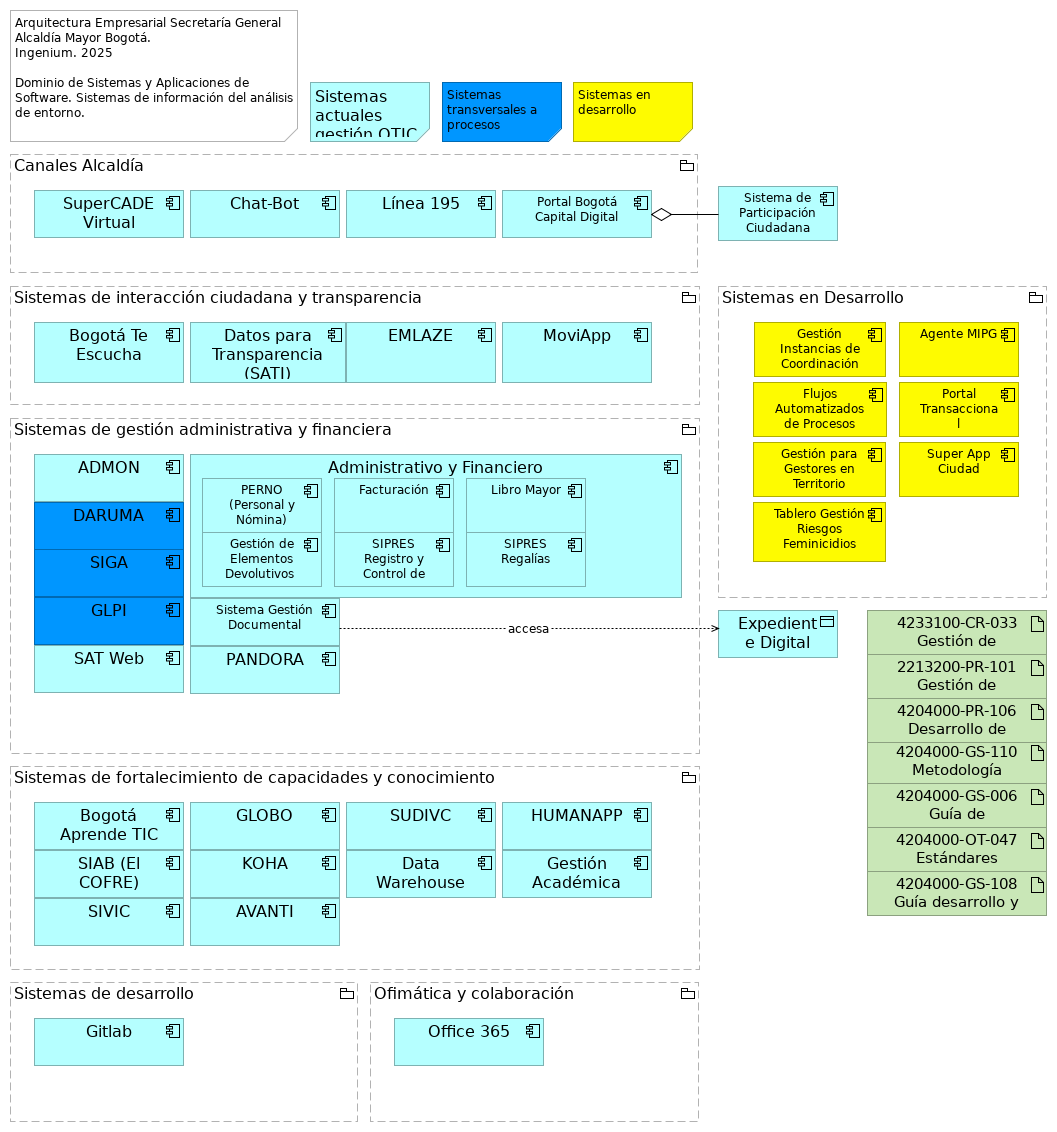 Arquitectura Empresarial Secretaría General
Alcaldía Mayor Bogotá.
Ingenium. 2025
Dominio de Sistemas y Aplicaciones de
Software. Sistemas de información del análisis
de entorno.
Sistemas
actuales
gestión OTIC
Sistemas
transversales a
procesos
Sistemas en
desarrollo
Canales Alcaldía
SuperCADE
Virtual
Chat-Bot
Línea 195
Portal Bogotá
Capital Digital
Sistema de
Participación
Ciudadana
Sistemas de interacción ciudadana y transparencia
Bogotá Te
Escucha
Datos para
Transparencia
(SATI)
EMLAZE
MoviApp
Sistemas en Desarrollo
Gestión
Instancias de
Coordinación
Agente MIPG
Flujos
Automatizados
de Procesos
Portal
Transacciona
l
Gestión para
Gestores en
Territorio
Super App
Ciudad
Tablero Gestión
Riesgos
Feminicidios
Sistemas de gestión administrativa y financiera
ADMON
DARUMA
SIGA
GLPI
SAT Web
Administrativo y Financiero
PERNO
(Personal y
Nómina)
Facturación
Libro Mayor
Gestión de
Elementos
Devolutivos
SIPRES
Registro y
Control de
SIPRES
Regalías
Sistema Gestión
Documental
PANDORA
accesa
Expedient
e Digital
4233100-CR-033
Gestión de
2213200-PR-101
Gestión de
4204000-PR-106
Desarrollo de
4204000-GS-110
Metodología
4204000-GS-006
Guía de
4204000-OT-047
Estándares
4204000-GS-108
Guía desarrollo y
Sistemas de fortalecimiento de capacidades y conocimiento
Bogotá
Aprende TIC
GLOBO
SUDIVC
HUMANAPP
SIAB (El
COFRE)
KOHA
Data
Warehouse
Gestión
Académica
SIVIC
AVANTI
Sistemas de desarrollo
Gitlab
Ofimática y colaboración
Office 365